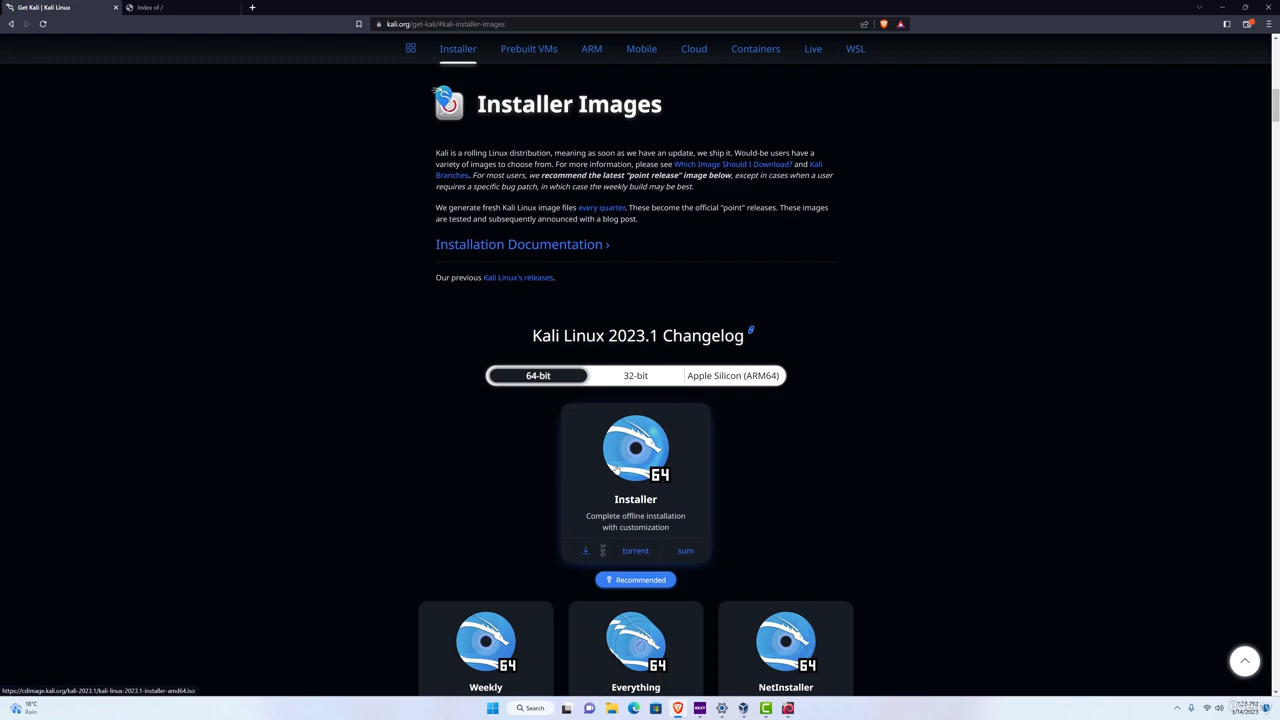 Get Kali | Kali Linux
Index of /
kali.org/get-kali/#kali-installer-images
Installer
Prebuilt VMs
ARM
Mobile
Cloud
Containers
Live
WSL
Installer Images
Kali is a rolling Linux distribution, meaning as soon as we have an update, we ship it. Would-be users have a
variety of images to choose from. For more information, please see Which Image Should I Download? and Kali
Branches. For most users, we recommend the latest "point release" image below, except in cases when a user
requires a specific bug patch, in which case the weekly build may be best.
We generate fresh Kali Linux image files every quarter. These become the official "point" releases. These images
are tested and subsequently announced with a blog post.
Installation Documentation ›
Our previous Kali Linux's releases.
Kali Linux 2023.1 Changelog
64-bit
32-bit
Apple Silicon (ARM64)
64
Installer
Complete offline installation
with customization
3.6G
torrent
sum
Recommended
64
64
64
Weekly
Everything
NetInstaller
https://cdimage.kali.org/kali-2023.1/kali-linux-2023.1-installer-amd64.iso
18°C
Rain
Search
NEXT
3/14/2023